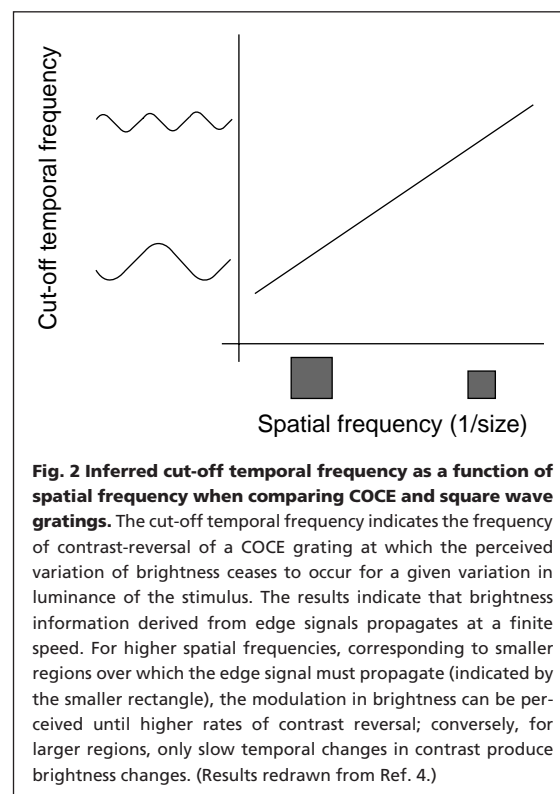 Cut-off temporal frequency
Spatial frequency (1/size)
Fig. 2 Inferred cut-off temporal frequency as a function of
spatial frequency when comparing COCE and square wave
gratings. The cut-off temporal frequency indicates the frequency
of contrast-reversal of a COCE grating at which the perceived
variation of brightness ceases to occur for a given variation in
luminance of the stimulus. The results indicate that brightness
information derived from edge signals propagates at a finite
speed. For higher spatial frequencies, corresponding to smaller
regions over which the edge signal must propagate (indicated by
the smaller rectangle), the modulation in brightness can be per-
ceived until higher rates of contrast reversal; conversely, for
larger regions, only slow temporal changes in contrast produce
brightness changes. (Results redrawn from Ref. 4.)